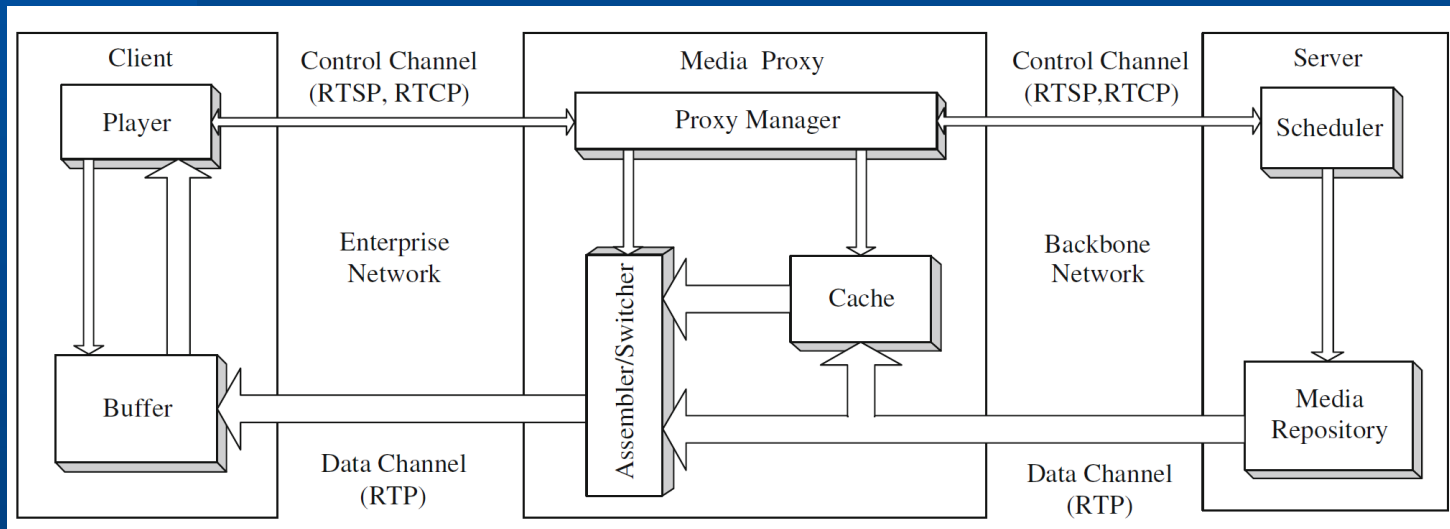 Client
Control Channel
(RTSP, RTCP)
Media Proxy
Control Channel
(RTSP,RTCP)
Server
Player
Proxy Manager
Scheduler
Enterprise
Network
Backbone
Network
Assembler/Switcher
Cache
Buffer
Media
Repository
Data Channel
(RTP)
Data Channel
(RTP)